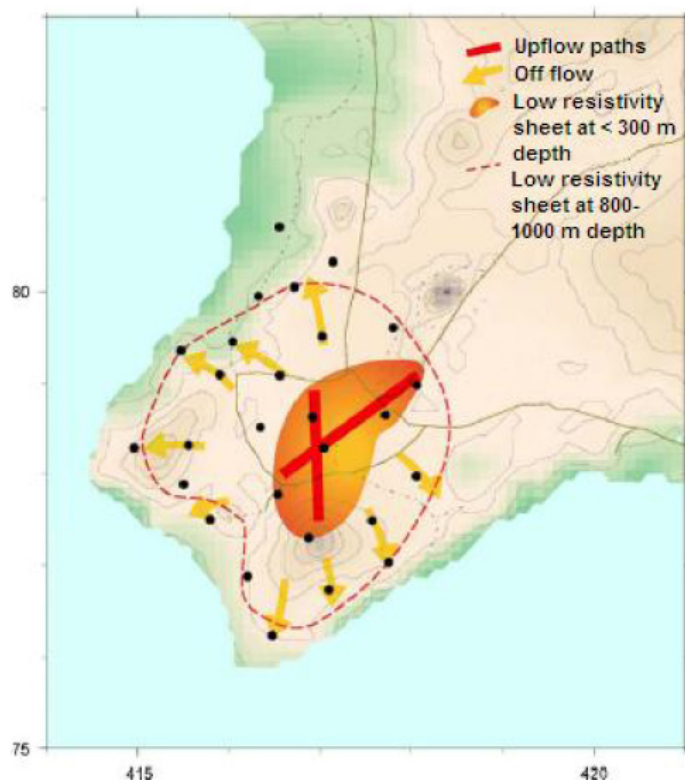 Upflow paths
Off flow
Low resistivity
sheet at < 300 m
depth
Low resistivity
sheet at 800-
1000 m depth
80
75
415
420